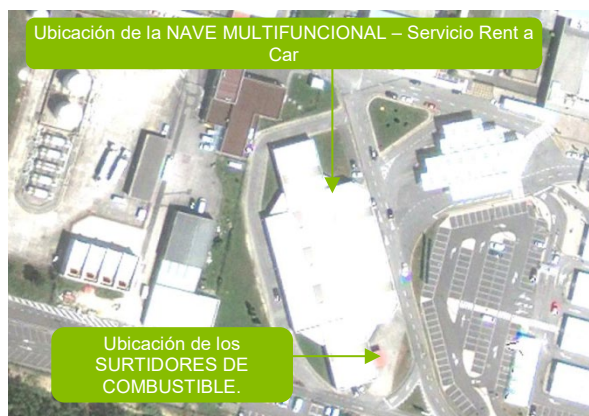 Ubicación de la NAVE MULTIFUNCIONAL – Servicio Rent a
Car
Ubicación de los
SURTIDORES DE
COMBUSTIBLE.